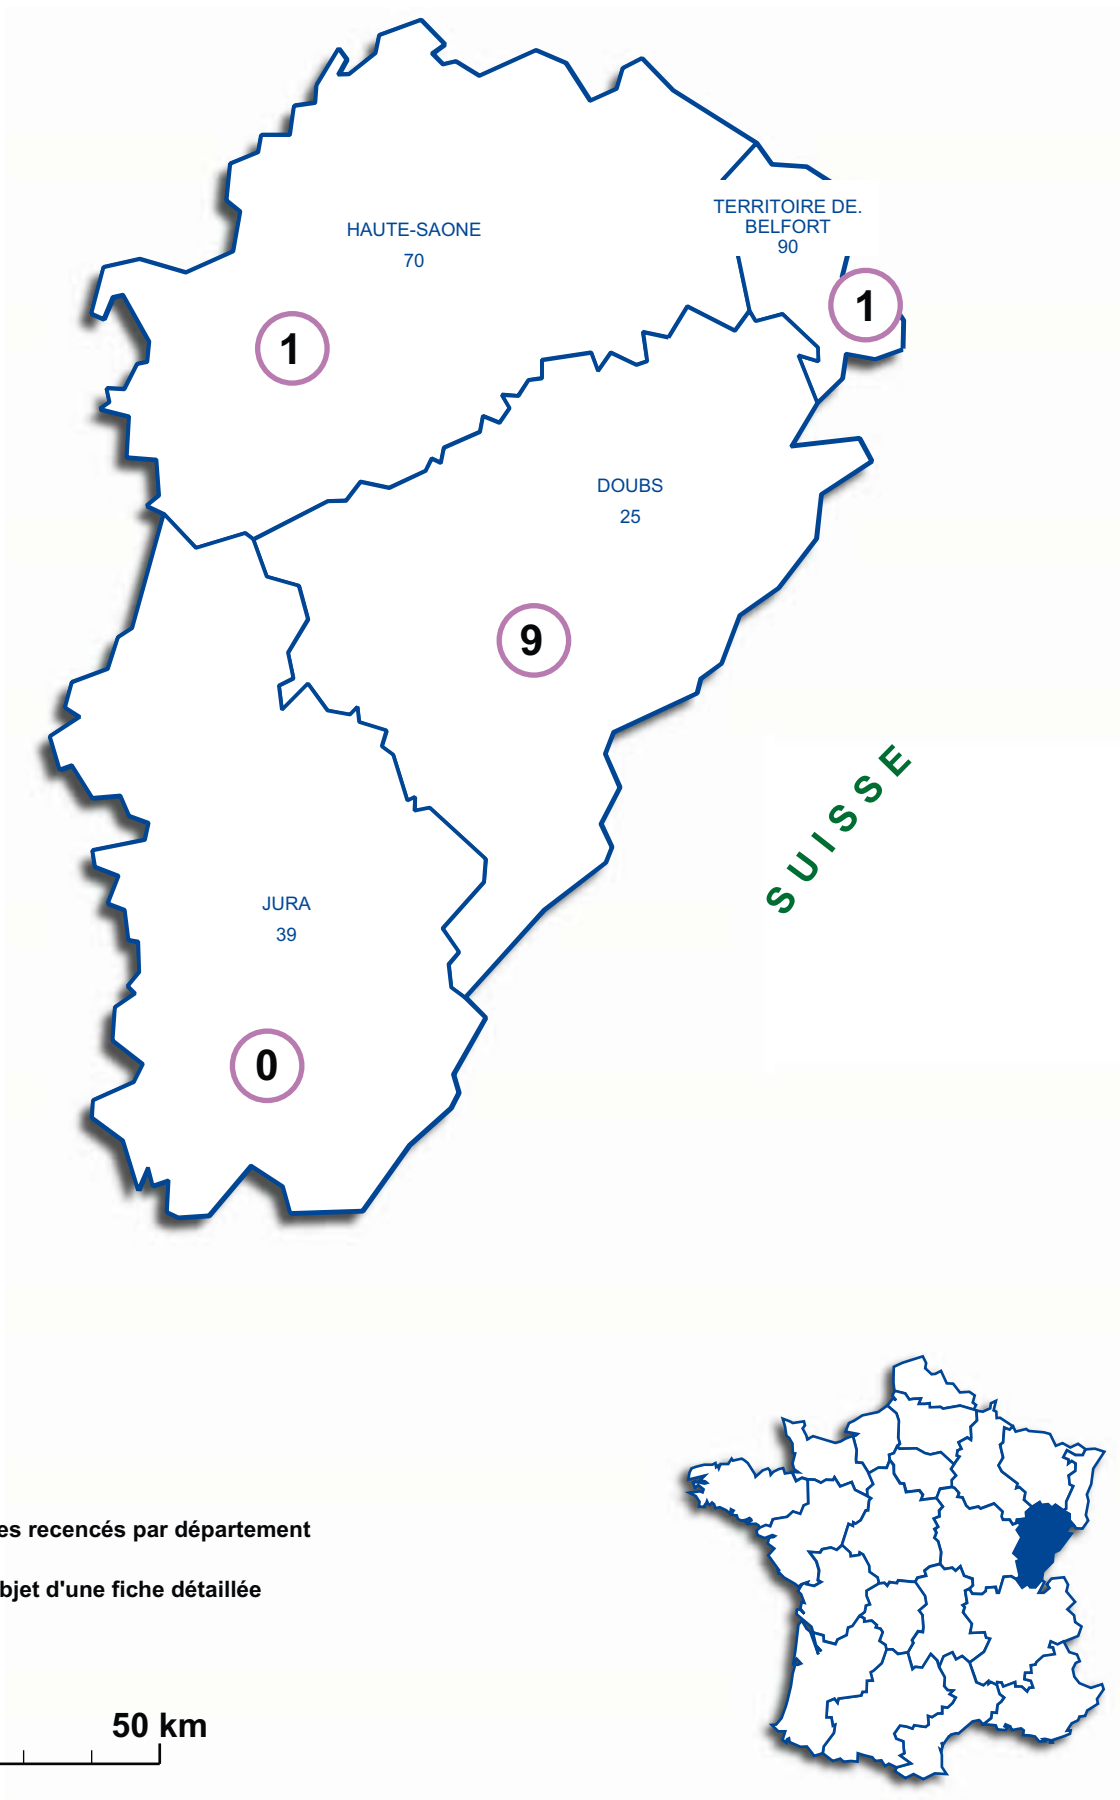 HAUTE-SAONE
70
TERRITOIRE DE.
BELFORT
90
1
1
DOUBS
25
9
SUISSE
JURA
39
0
es recencés par département
bjet d'une fiche détaillée
50 km